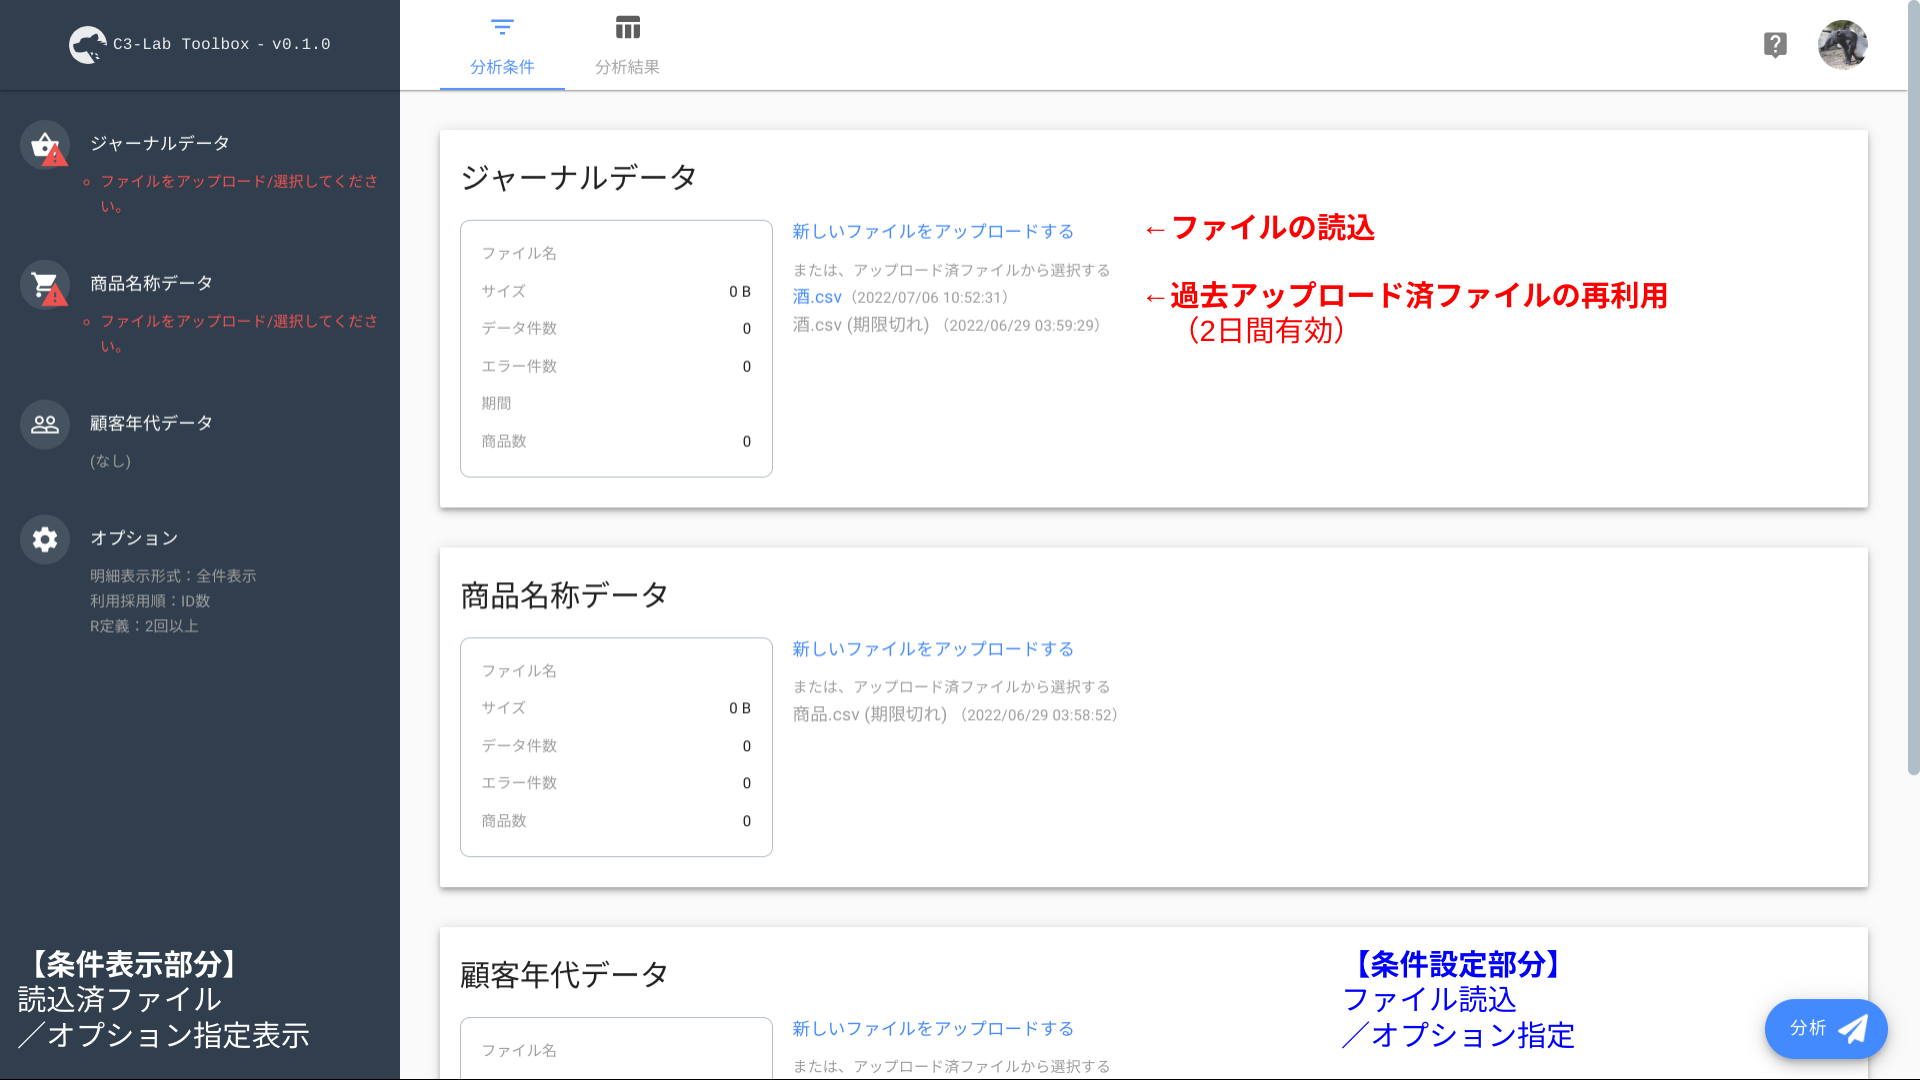 C3-Lab Toolbox - v0.1.0
分析条件
分析結果
ジャーナルデータ
ファイルをアップロード/選択してくださ
い。
商品名称データ
ファイルをアップロード/選択してくださ
い。
顧客年代データ
(なし)
オプション
明細表示形式：全件表示
利用採用順：ID数
R定義：2回以上
【条件表示部分】
読込済ファイル
／オプション指定表示
ジャーナルデータ
ファイル名
サイズ 0 B
データ件数 0
エラー件数 0
期間
商品数 0
新しいファイルをアップロードする
または、アップロード済ファイルから選択する
酒.csv（2022/07/06 10:52:31）
酒.csv (期限切れ) （2022/06/29 03:59:29）
←ファイルの読込
←過去アップロード済ファイルの再利用
（2日間有効）
商品名称データ
ファイル名
サイズ 0 B
データ件数 0
エラー件数 0
商品数 0
新しいファイルをアップロードする
または、アップロード済ファイルから選択する
商品.csv (期限切れ) （2022/06/29 03:58:52）
顧客年代データ
ファイル名
新しいファイルをアップロードする
または、アップロード済ファイルから選択する
【条件設定部分】
ファイル読込
／オプション指定
分析